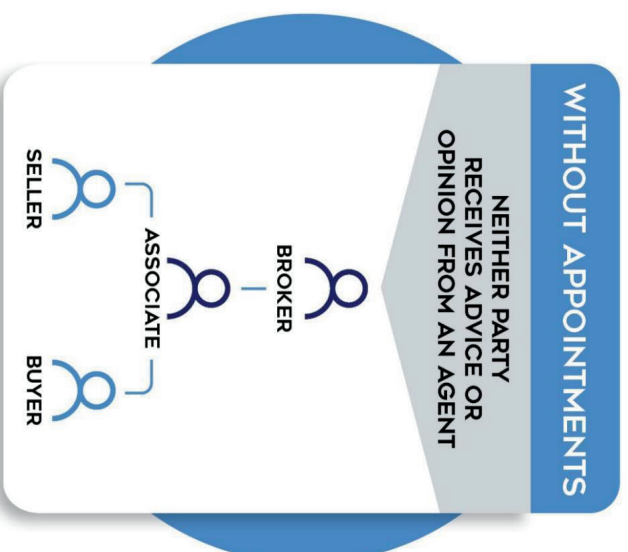 WITHOUT APPOINTMENTS
NEITHER PARTY
RECEIVES ADVICE OR
OPINION FROM AN AGENT
BROKER
ASSOCIATE
SELLER
BUYER